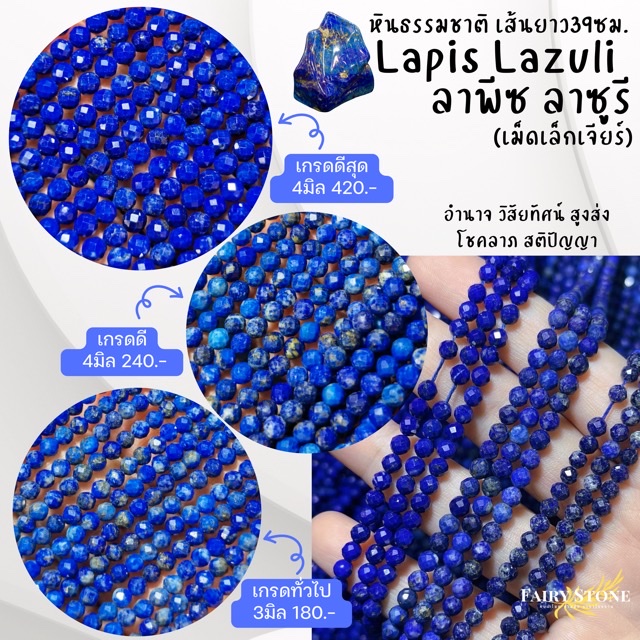 หินธรรมชาติ เส้นยาว39ซม.
Lapis Lazuli
ลาพีซ ลาซูรี
(เม็ดเล็กเจียร์)
เกรดดีสุด
4มิล 420.-
อำนาจ วิสัยทัศน์ สูงส่ง
โชคลาภ สติปัญญา
เกรดดี
4มิล 240.-
เกรดทั่วไป
3มิล 180.-
FAIRY STONE